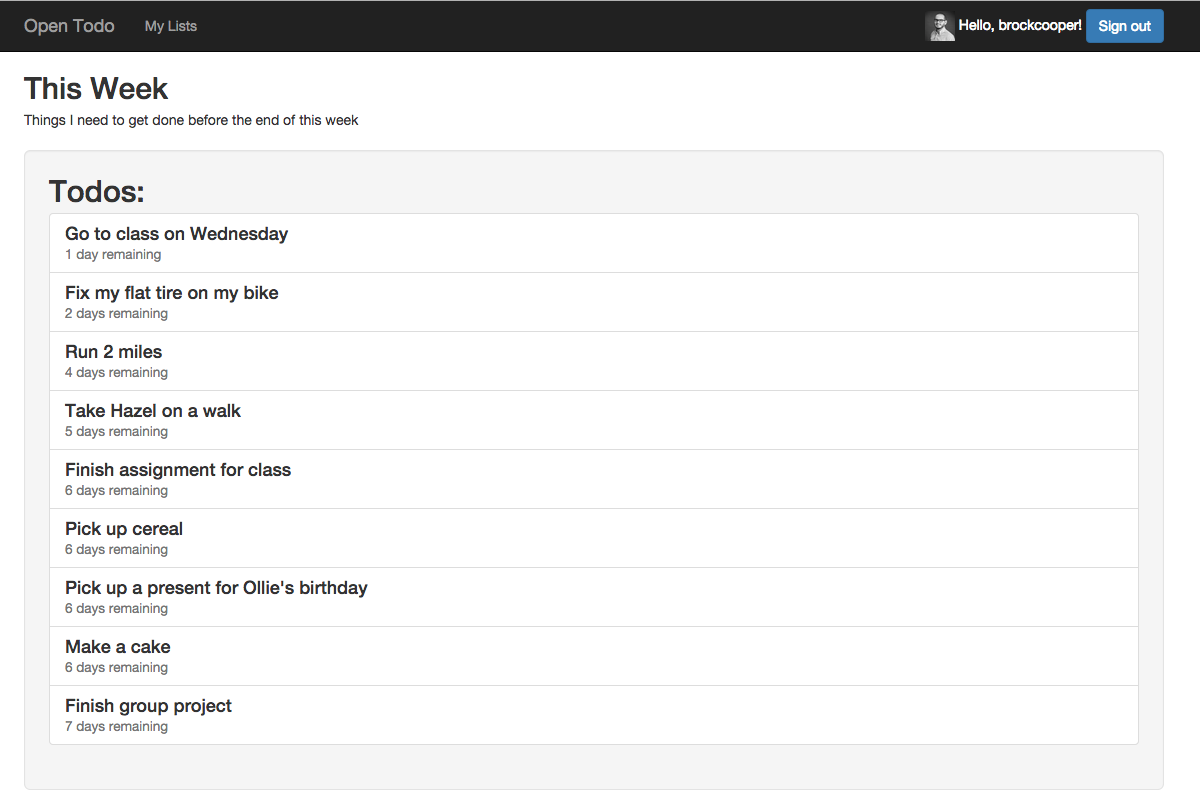 Open Todo My Lists Hello, brockcooper! Sign out
This Week
Things I need to get done before the end of this week
Todos:
Go to class on Wednesday
1 day remaining
Fix my flat tire on my bike
2 days remaining
Run 2 miles
4 days remaining
Take Hazel on a walk
5 days remaining
Finish assignment for class
6 days remaining
Pick up cereal
6 days remaining
Pick up a present for Ollie's birthday
6 days remaining
Make a cake
6 days remaining
Finish group project
7 days remaining